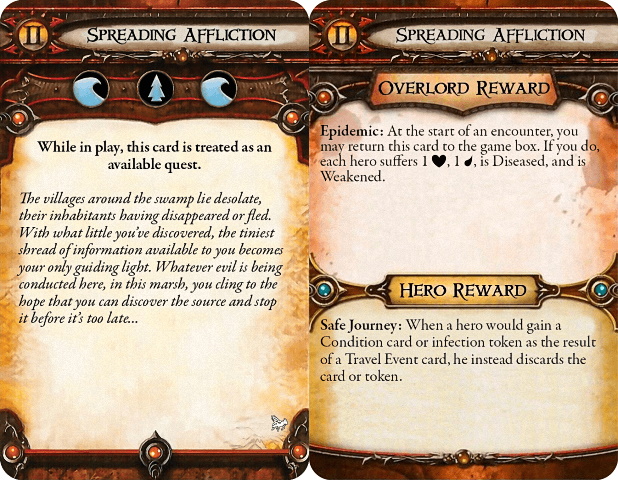 II
SPREADING AFFLICTION
While in play, this card is treated as an
available quest.
The villages around the swamp lie desolate,
their inhabitants having disappeared or fled.
With what little you've discovered, the tiniest
shread of information available to you becomes
your only guiding light. Whatever evil is being
conducted here, in this marsh, you cling to the
hope that you can discover the source and stop
it before it's too late...
II
SPREADING AFFLICTION
OVERLORD REWARD
Epidemic: At the start of an encounter, you
may return this card to the game box. If you do,
each hero suffers 1 ♥, 1 , is Diseased, and is
Weakened.
HERO REWARD
Safe Journey: When a hero would gain a
Condition card or infection token as the result
of a Travel Event card, he instead discards the
card or token.